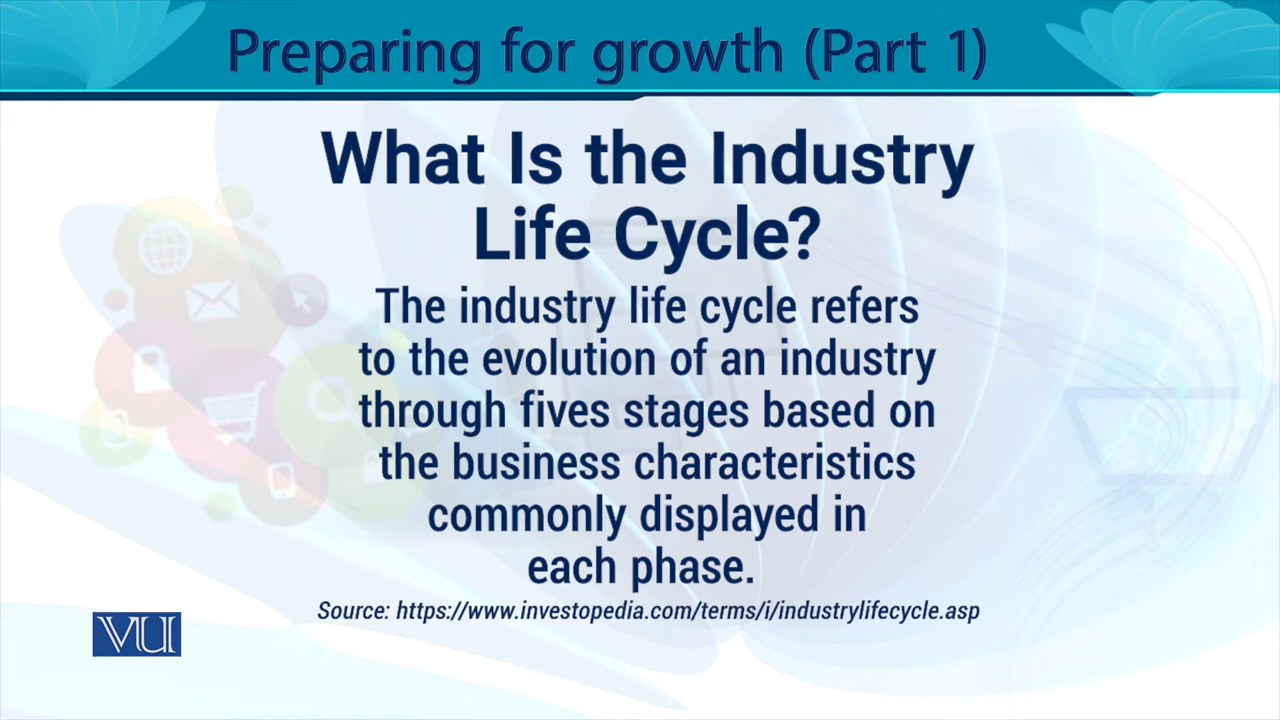 Preparing for growth (Part 1)
What Is the Industry
Life Cycle?
The industry life cycle refers
to the evolution of an industry
through fives stages based on
the business characteristics
commonly displayed in
each phase.
Source: https://www.investopedia.com/terms/i/industrylifecycle.asp
VU